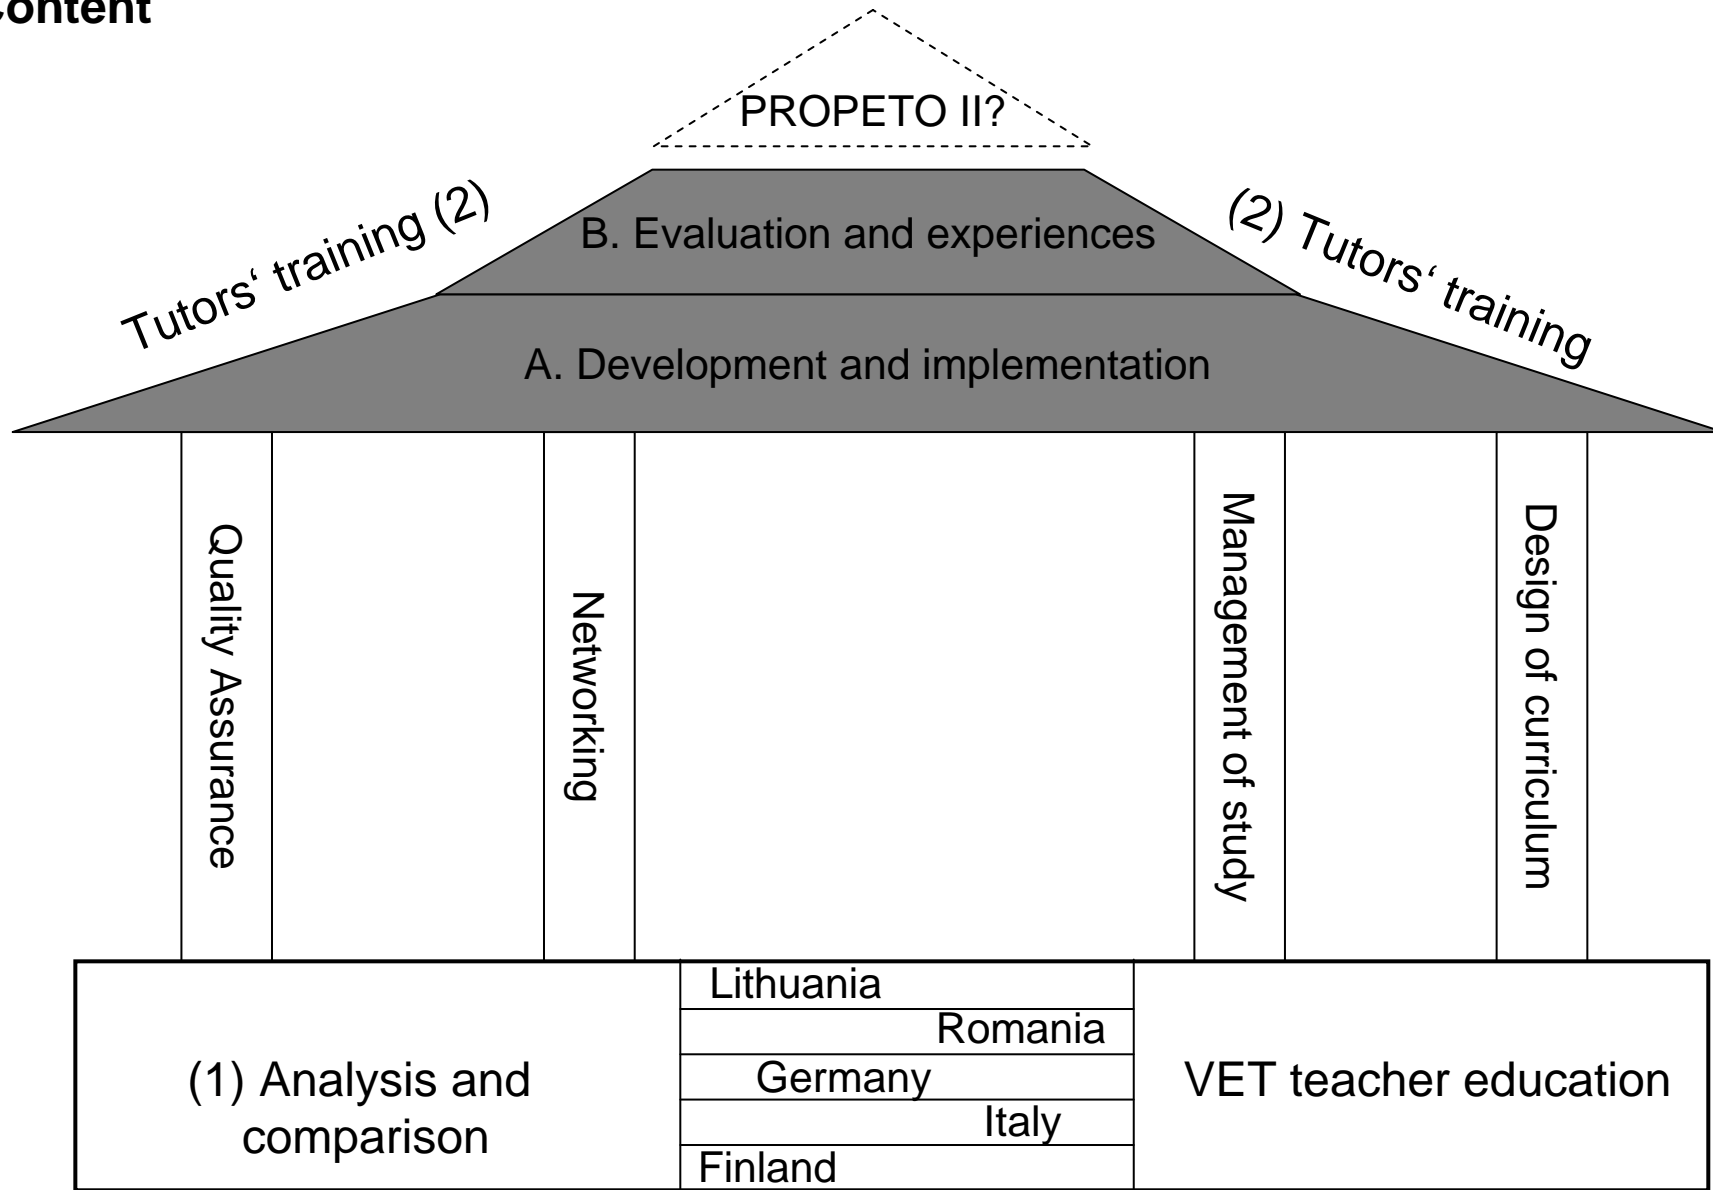 Content
PROPETO II?
Tutors‘ training (2)
(2) Tutors‘ training
B. Evaluation and experiences
A. Development and implementation
Quality Assurance
Networking
Management of study
Design of curriculum
(1) Analysis and
comparison
Lithuania
Romania
Germany
Italy
Finland
VET teacher education